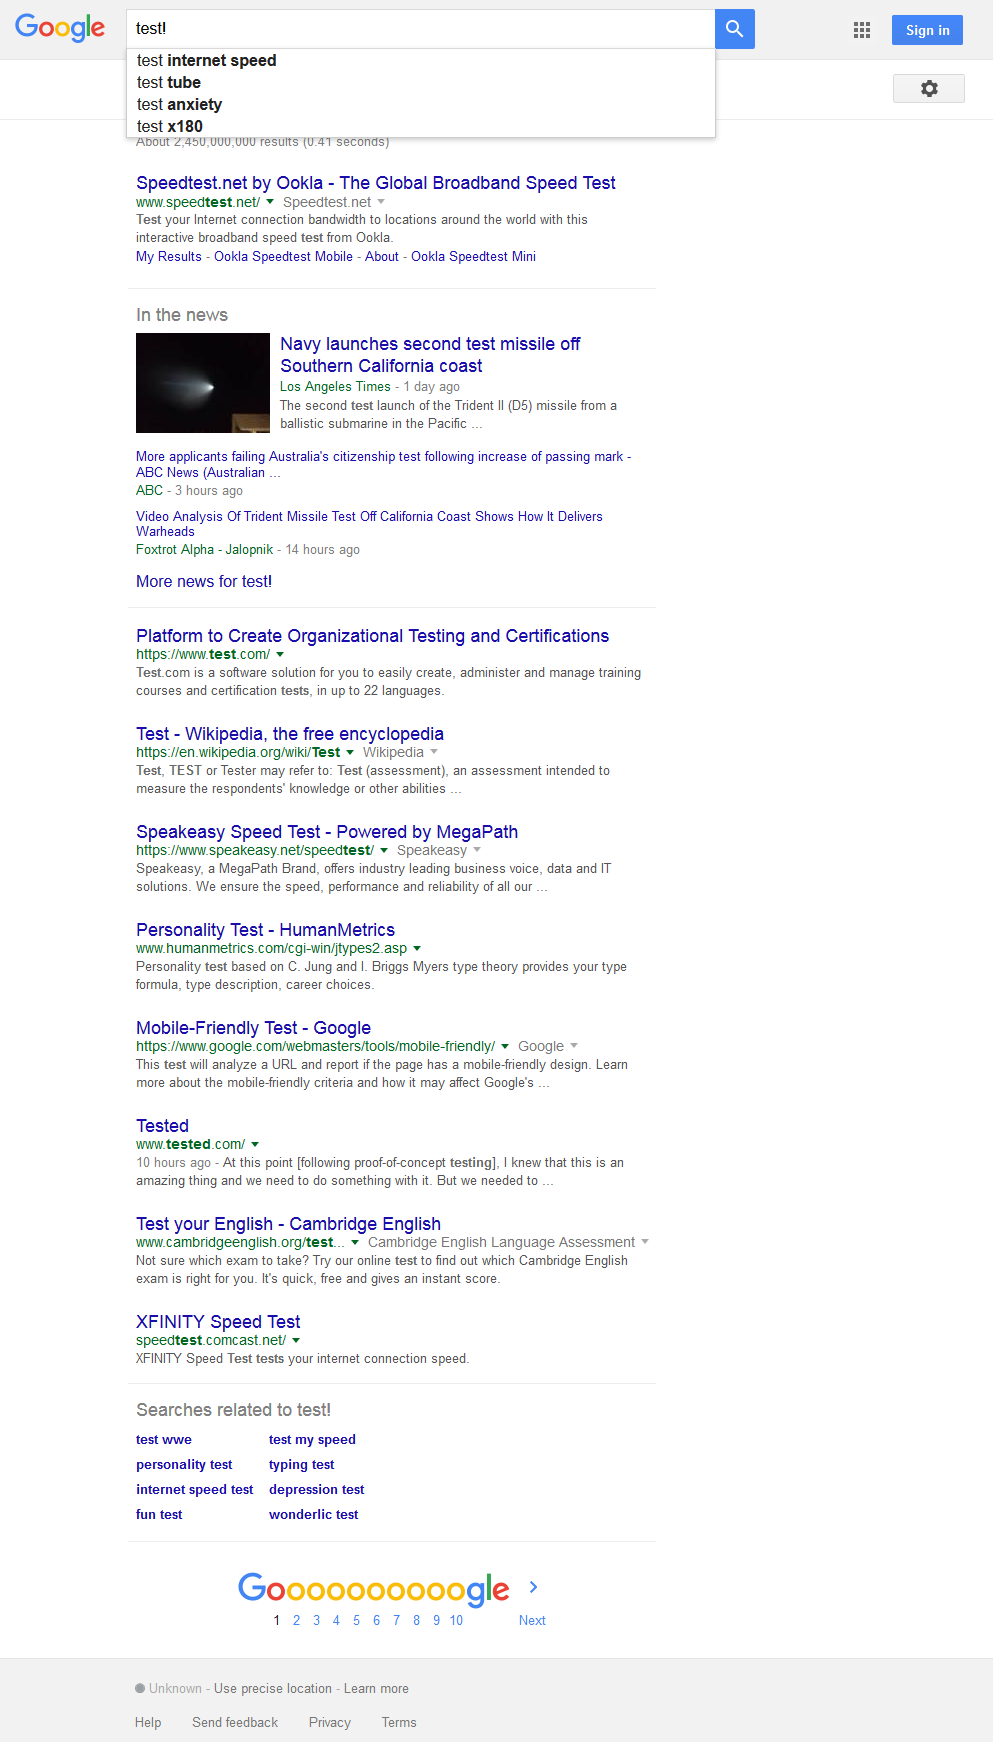 Google
test!
Sign in
test internet speed
test tube
test anxiety
test x180
About 2,450,000,000 results (0.41 seconds)
Speedtest.net by Ookla - The Global Broadband Speed Test
www.speedtest.net/ Speedtest.net
Test your Internet connection bandwidth to locations around the world with this
interactive broadband speed test from Ookla.
My Results - Ookla Speedtest Mobile - About - Ookla Speedtest Mini
In the news
Navy launches second test missile off
Southern California coast
Los Angeles Times - 1 day ago
The second test launch of the Trident II (D5) missile from a
ballistic submarine in the Pacific ...
More applicants failing Australia's citizenship test following increase of passing mark -
ABC News (Australian ...
ABC - 3 hours ago
Video Analysis Of Trident Missile Test Off California Coast Shows How It Delivers
Warheads
Foxtrot Alpha - Jalopnik - 14 hours ago
More news for test!
Platform to Create Organizational Testing and Certifications
https://www.test.com/
Test.com is a software solution for you to easily create, administer and manage training
courses and certification tests, in up to 22 languages.
Test - Wikipedia, the free encyclopedia
https://en.wikipedia.org/wiki/Test Wikipedia
Test, TEST or Tester may refer to: Test (assessment), an assessment intended to
measure the respondents' knowledge or other abilities ...
Speakeasy Speed Test - Powered by MegaPath
https://www.speakeasy.net/speedtest/ Speakeasy
Speakeasy, a MegaPath Brand, offers industry leading business voice, data and IT
solutions. We ensure the speed, performance and reliability of all our ...
Personality Test - HumanMetrics
www.humanmetrics.com/cgi-win/jtypes2.asp
Personality test based on C. Jung and I. Briggs Myers type theory provides your type
formula, type description, career choices.
Mobile-Friendly Test - Google
https://www.google.com/webmasters/tools/mobile-friendly/ Google
This test will analyze a URL and report if the page has a mobile-friendly design. Learn
more about the mobile-friendly criteria and how it may affect Google's ...
Tested
www.tested.com/
10 hours ago - At this point [following proof-of-concept testing], I knew that this is an
amazing thing and we need to do something with it. But we needed to ...
Test your English - Cambridge English
www.cambridgeenglish.org/test... Cambridge English Language Assessment
Not sure which exam to take? Try our online test to find out which Cambridge English
exam is right for you. It's quick, free and gives an instant score.
XFINITY Speed Test
speedtest.comcast.net/
XFINITY Speed Test tests your internet connection speed.
Searches related to test!
test wwe test my speed
personality test typing test
internet speed test depression test
fun test wonderlic test
Goooooooooogle
1 2 3 4 5 6 7 8 9 10 Next
Unknown - Use precise location - Learn more
Help Send feedback Privacy Terms